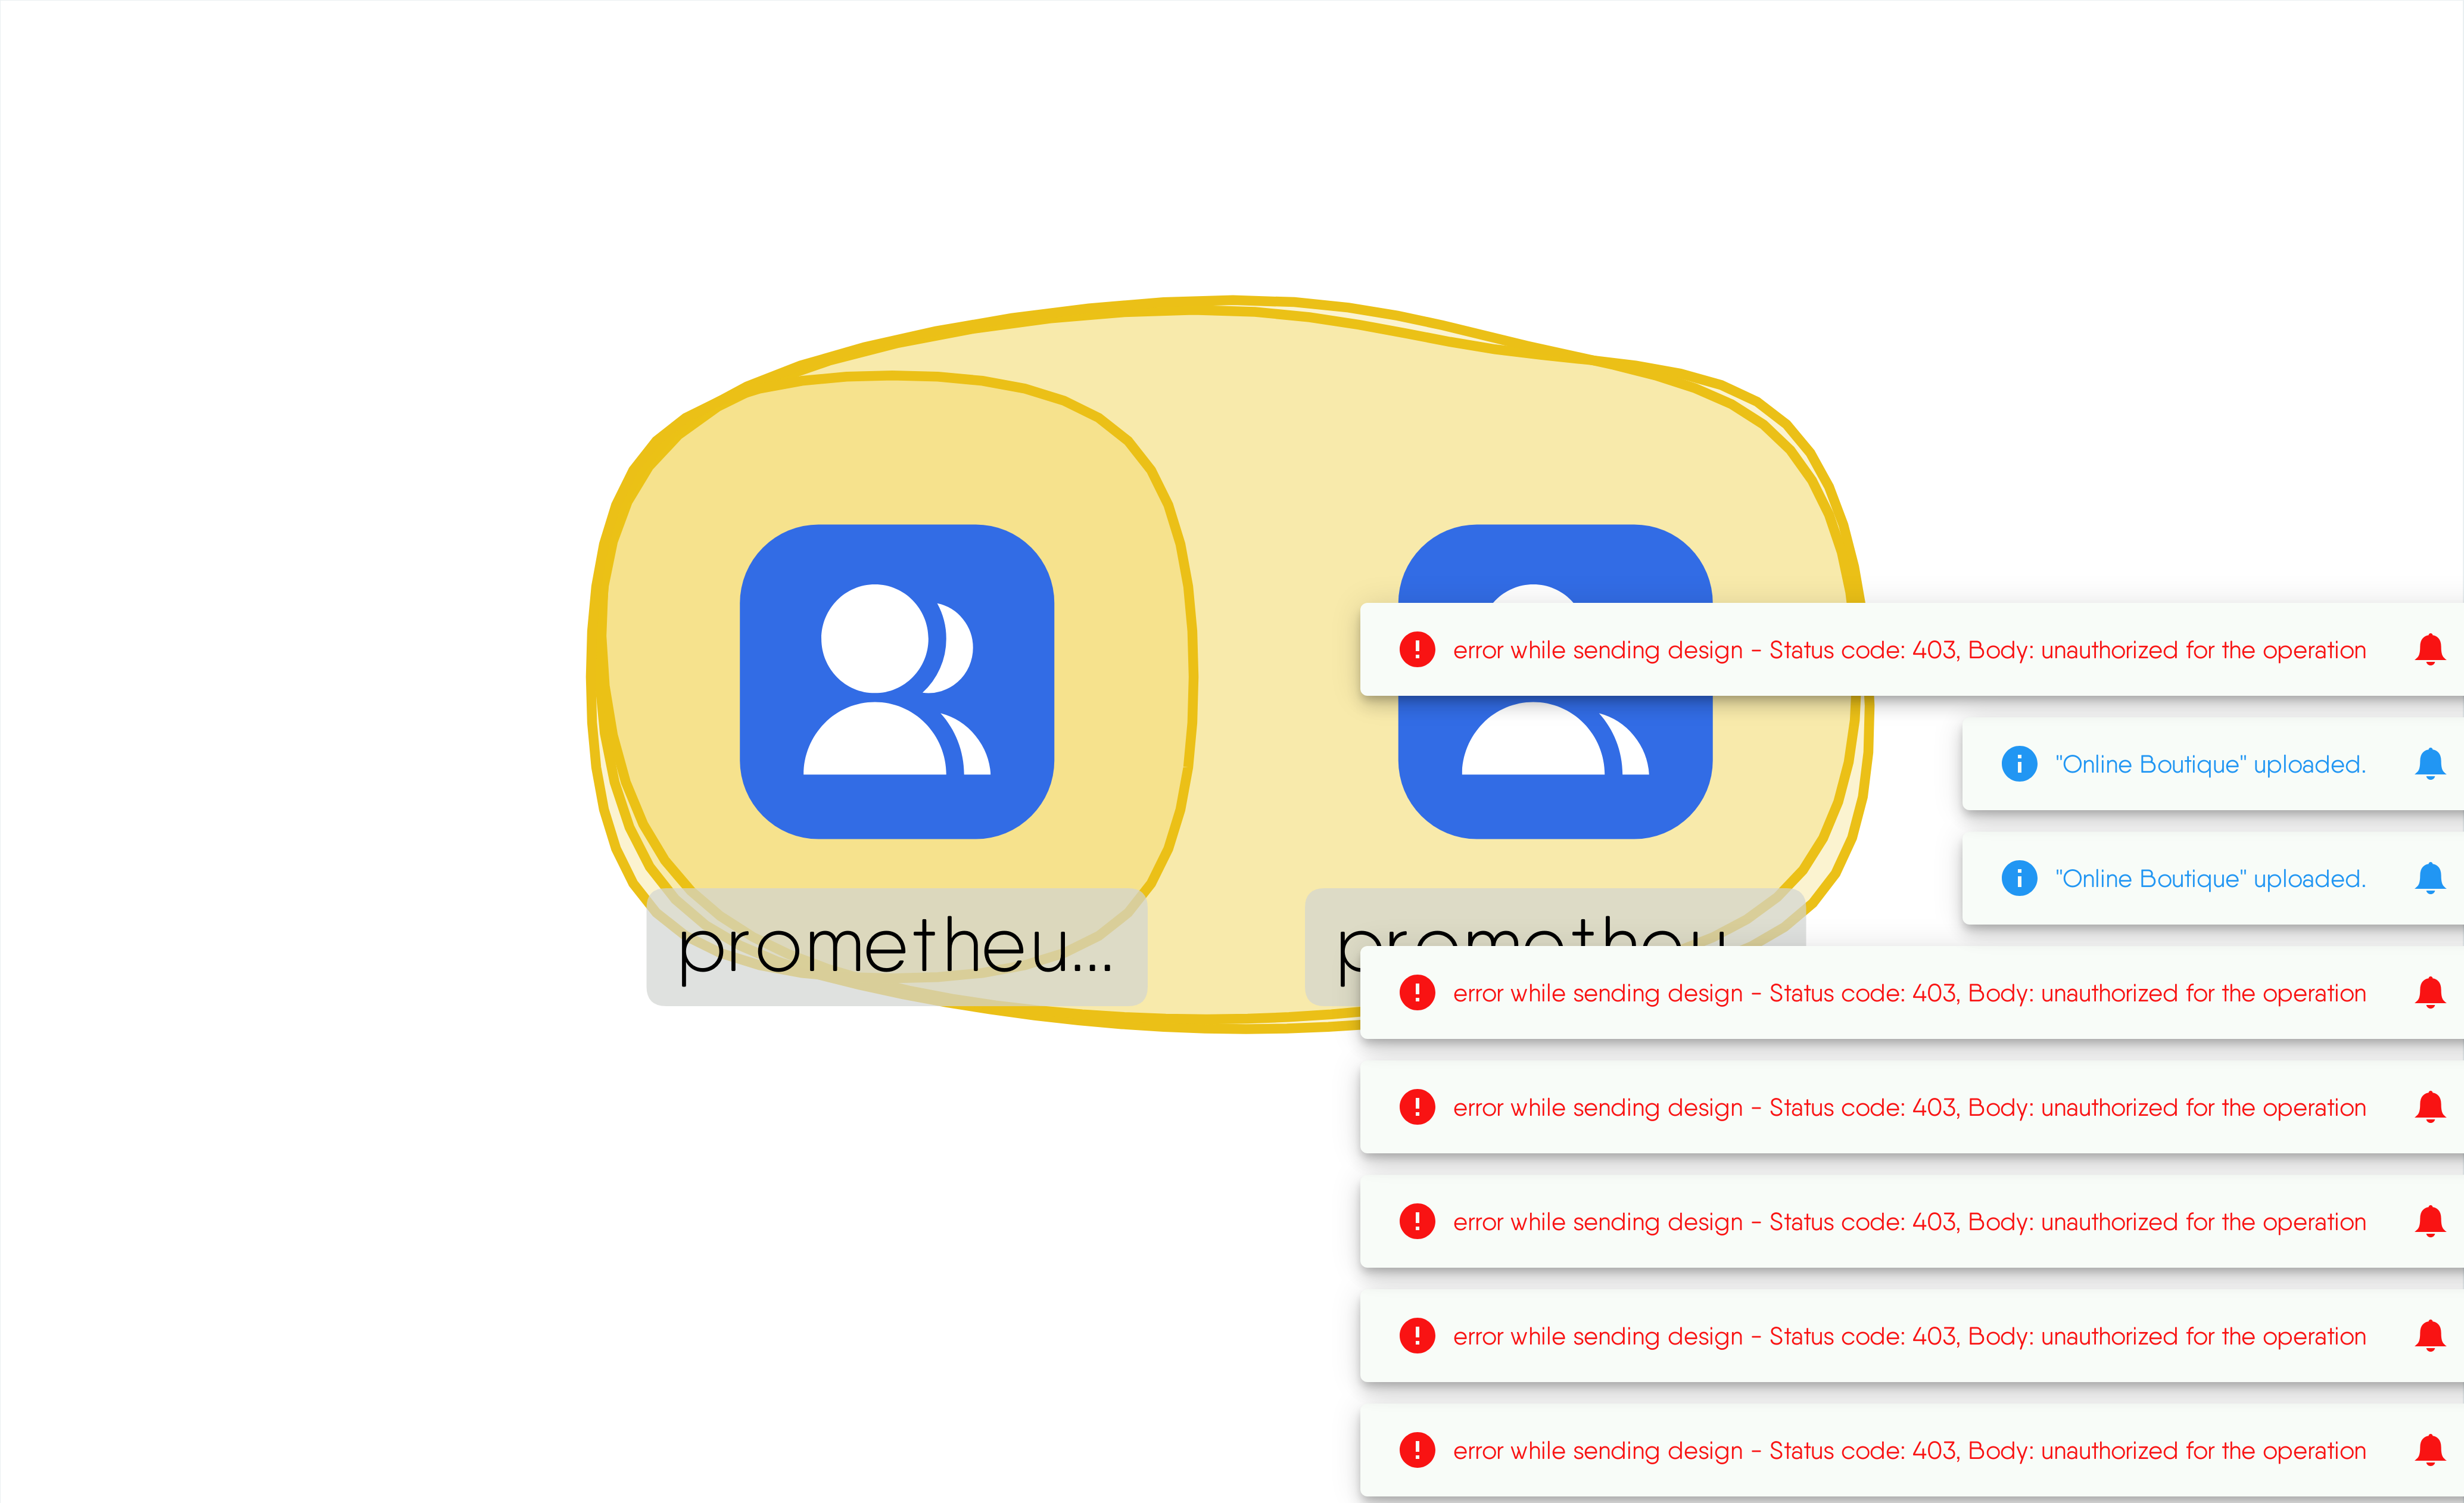 error while sending design - Status code: 403, Body: unauthorized for the operation
"Online Boutique" uploaded.
"Online Boutique" uploaded.
prometheu...
error while sending design - Status code: 403, Body: unauthorized for the operation
error while sending design - Status code: 403, Body: unauthorized for the operation
error while sending design - Status code: 403, Body: unauthorized for the operation
error while sending design - Status code: 403, Body: unauthorized for the operation
error while sending design - Status code: 403, Body: unauthorized for the operation